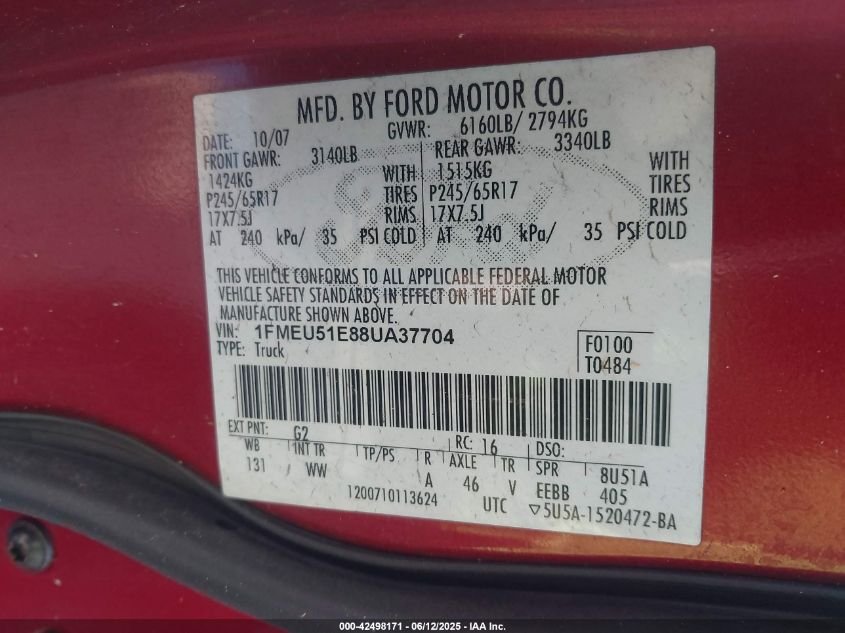 MFD. BY FORD MOTOR CO.
DATE: 10/07 GVWR: 6160LB/ 2794KG
FRONT GAWR: 3140LB REAR GAWR: 3340LB
1424KG WITH 1515KG WITH
P245/65R17 TIRES P245/65R17 TIRES
17X7.5J RIMS 17X7.5J RIMS
AT 240 kPa/ 35 PSI COLD AT 240 kPa/ 35 PSI COLD
THIS VEHICLE CONFORMS TO ALL APPLICABLE FEDERAL MOTOR
VEHICLE SAFETY STANDARDS IN EFFECT ON THE DATE OF
MANUFACTURE SHOWN ABOVE.
VIN: 1FMEU51E88UA37704
TYPE: Truck
F0100
T0484
EXT PNT: G2 RC: 16 DSO:
WB INT TR TP/PS R AXLE TR SPR 8U51A
131 WW A 46 V EEBB 405
1200710113624 UTC ▽5U5A-1520472-BA
000-42498171 - 06/12/2025 - IAA Inc.